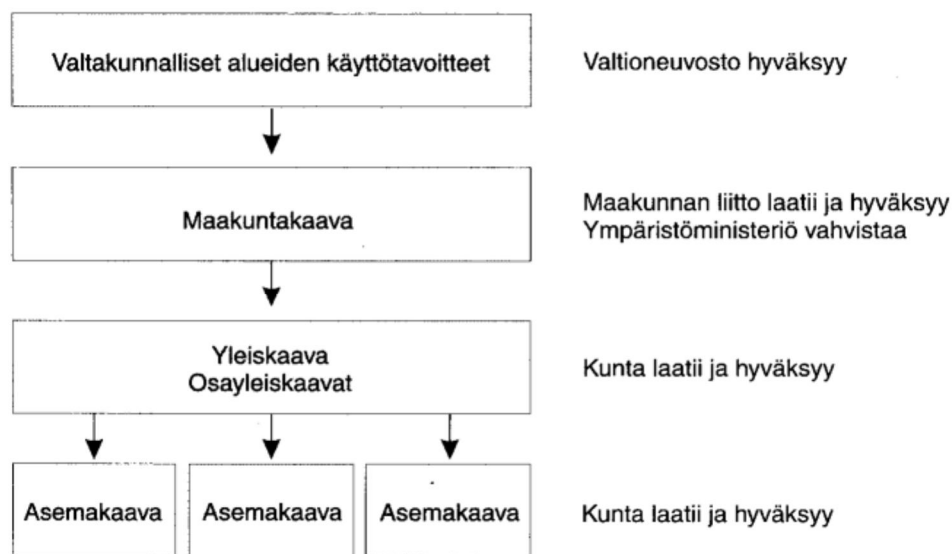 Valtakunnalliset alueiden käyttötavoitteet
Valtioneuvosto hyväksyy
Maakuntakaava
Maakunnan liitto laatii ja hyväksyy
Ympäristöministeriö vahvistaa
Yleiskaava
Osayleiskaavat
Kunta laatii ja hyväksyy
Asemakaava
Asemakaava
Asemakaava
Kunta laatii ja hyväksyy